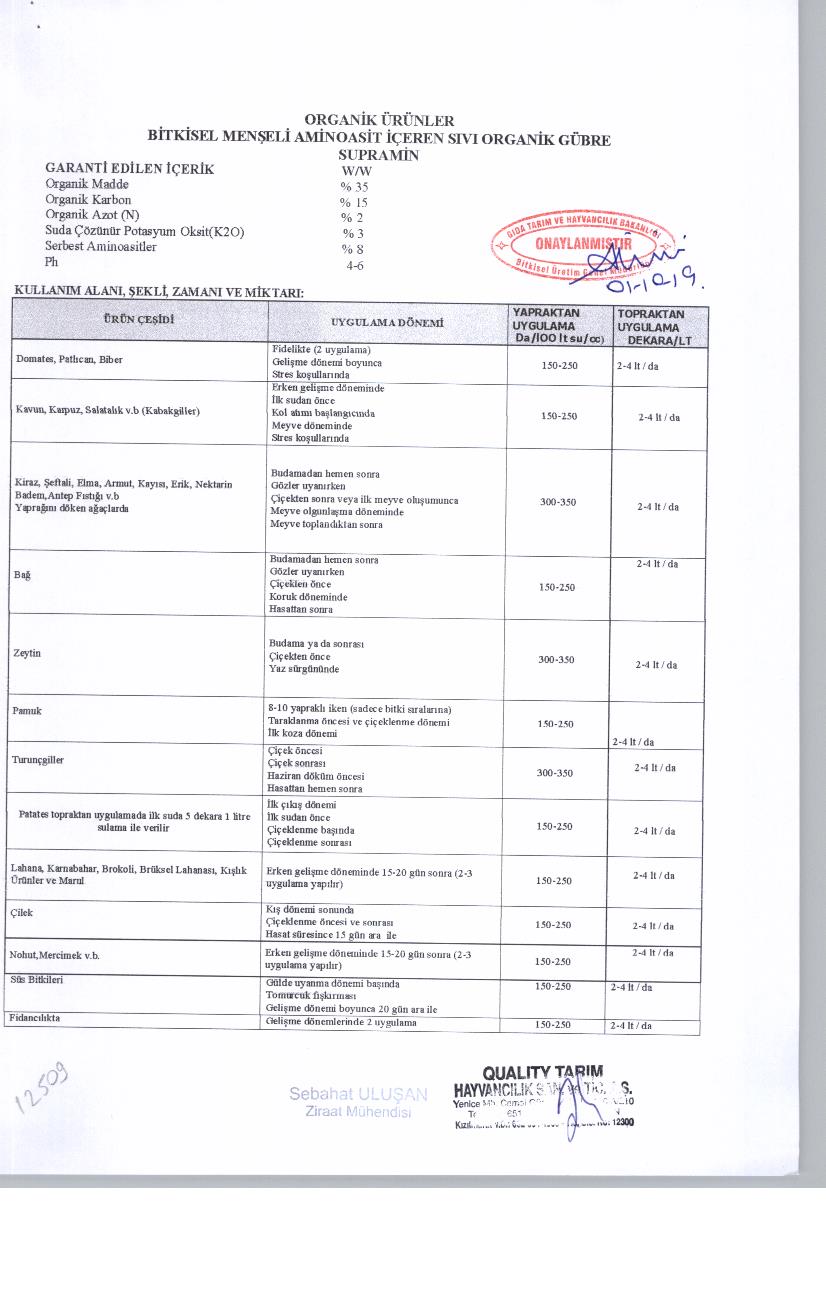 ORGANİK ÜRÜNLER
BİTKİSEL MENŞELİ AMİNOASİT İÇEREN SIVI ORGANİK GÜBRE
SUPRAMİN
GARANTİ EDİLEN İÇERİK W/W
Organik Madde % 35
Organik Karbon % 15
Organik Azot (N) % 2
Suda Çözünür Potasyum Oksit(K2O) % 3
Serbest Aminoasitler % 8
Ph 4-6
GIDA TARIM VE HAYVANCILIK BAKANLIĞI
ONAYLANMIŞTIR
Bitkisel Üretim Genel Müdürlüğü
KULLANIM ALANI, ŞEKLİ, ZAMANI VE MİKTARI:
ÜRÜN ÇEŞİDİ
UYGULAMA DÖNEMİ
YAPRAKTAN
UYGULAMA
Da/lOO lt su/cc)
TOPRAKTAN
UYGULAMA
DEKARA/LT
Domates, Patlıcan, Biber
Fidelikte (2 uygulama)
Gelişme dönemi boyunca
Stres koşullarında
150-250
2-4 lt / da
Kavun, Karpuz, Salatalık v.b (Kabakgiller)
Erken gelişme döneminde
İlk sudan önce
Kol atımı başlangıcında
Meyve döneminde
Stres koşullarında
150-250
2-4 lt / da
Kiraz, Şeftali, Elma, Armut, Kayısı, Erik, Nektarin
Badem,Antep Fıstığı v.b
Yaprağını döken ağaçlarda
Budamadan hemen sonra
Gözler uyanırken
Çiçekten sonra veya ilk meyve oluşumunca
Meyve olgunlaşma döneminde
Meyve toplandıktan sonra
300-350
2-4 lt / da
Bağ
Budamadan hemen sonra
Gözler uyanırken
Çiçekten önce
Koruk döneminde
Hasattan sonra
150-250
2-4 lt / da
Zeytin
Budama ya da sonrası
Çiçekten önce
Yaz sürgününde
300-350
2-4 lt / da
Pamuk
8-10 yapraklı iken (sadece bitki sıralarına)
Taraklanma öncesi ve çiçeklenme dönemi
İlk koza dönemi
150-250
2-4 lt / da
Turunçgiller
Çiçek öncesi
Çiçek sonrası
Haziran döküm öncesi
Hasattan hemen sonra
300-350
2-4 lt / da
Patates topraktan uygulamada ilk suda 5 dekara 1 litre
sulama ile verilir
İlk çıkış dönemi
İlk sudan önce
Çiçeklenme başında
Çiçeklenme sonrası
150-250
2-4 lt / da
Lahana, Karnabahar, Brokoli, Brüksel Lahanası, Kışlık
Ürünler ve Marul
Erken gelişme döneminde 15-20 gün sonra (2-3
uygulama yapılır)
150-250
2-4 lt / da
Çilek
Kış dönemi sonunda
Çiçeklenme öncesi ve sonrası
Hasat süresince 15 gün ara ile
150-250
2-4 lt / da
Nohut,Mercimek v.b.
Erken gelişme döneminde 15-20 gün sonra (2-3
uygulama yapılır)
150-250
2-4 lt / da
Süs Bitkileri
Gülde uyanma dönemi başında
Tomurcuk fışkırması
Gelişme dönemi boyunca 20 gün ara ile
150-250
2-4 lt / da
Fidancılıkta
Gelişme dönemlerinde 2 uygulama
150-250
2-4 lt / da
12509
Sebahat ULUŞAN
Ziraat Mühendisi
QUALITY TARIM
HAYVANCILIK SAN. ve TİC. A.Ş.
Yenice Mh. Cemal
651
12300